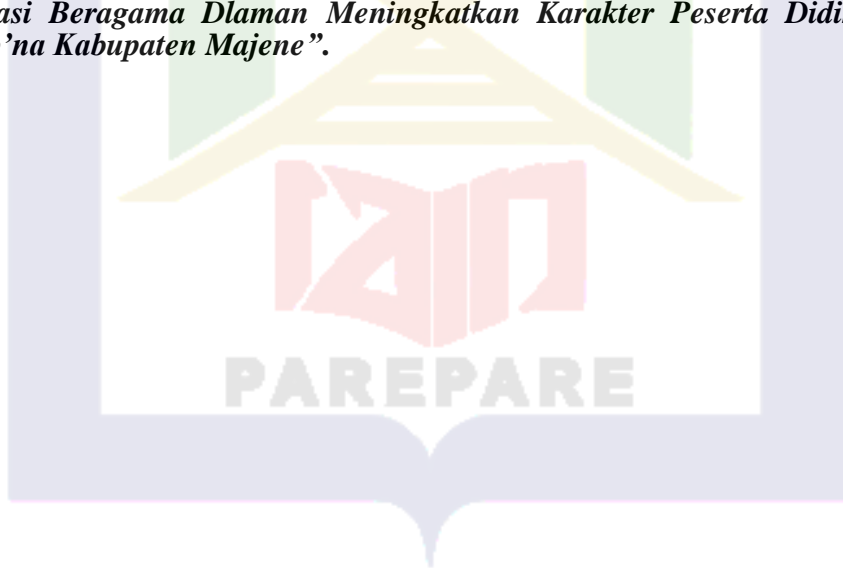 asi Beragama Dlaman Meningkatkan Karakter Peserta Didi
’na Kabupaten Majene”.
PAREPARE